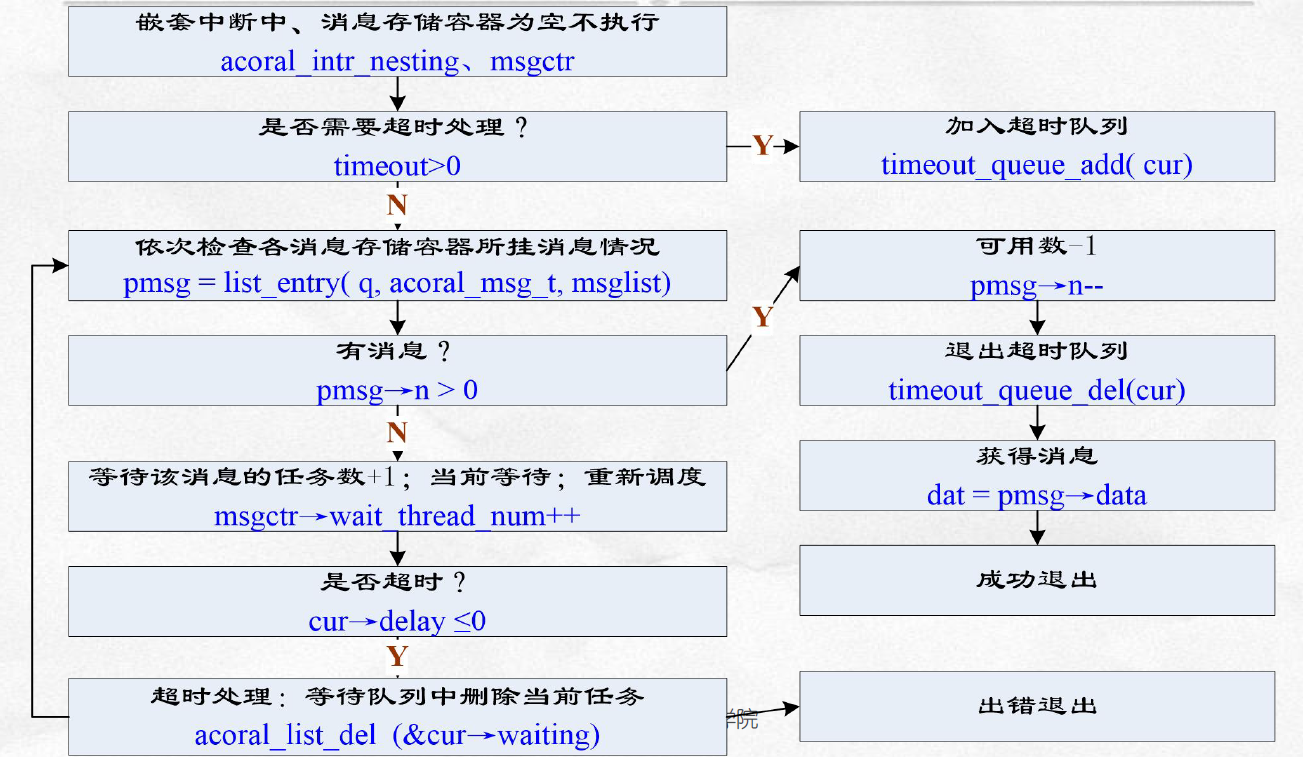 嵌套中断中、消息存储容器为空不执行
acoral_intr_nesting、msgctr
是否需要超时处理？
timeout>0
Y
加入超时队列
timeout_queue_add( cur)
N
依次检查各消息存储容器所挂消息情况
pmsg = list_entry( q, acoral_msg_t, msglist)
有消息？
pmsg→n > 0
Y
可用数-1
pmsg→n--
退出超时队列
timeout_queue_del(cur)
获得消息
dat = pmsg→data
成功退出
N
等待该消息的任务数+1；当前等待；重新调度
msgctr→wait_thread_num++
是否超时？
cur→delay ≤0
Y
超时处理：等待队列中删除当前任务
acoral_list_del  (&cur→waiting)
学院
出错退出